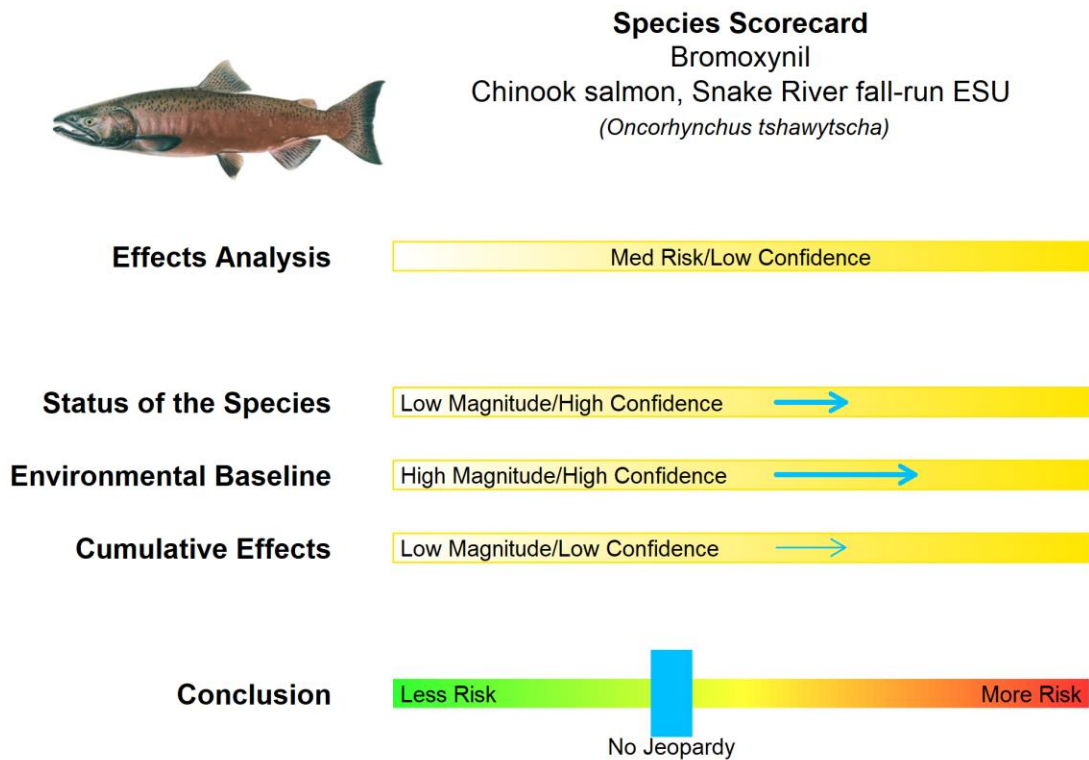 Species Scorecard
Bromoxynil
Chinook salmon, Snake River fall-run ESU
(Oncorhynchus tshawytscha)
Effects Analysis
Med Risk/Low Confidence
Status of the Species
Low Magnitude/High Confidence
Environmental Baseline
High Magnitude/High Confidence
Cumulative Effects
Low Magnitude/Low Confidence
Conclusion
Less Risk
More Risk
No Jeopardy